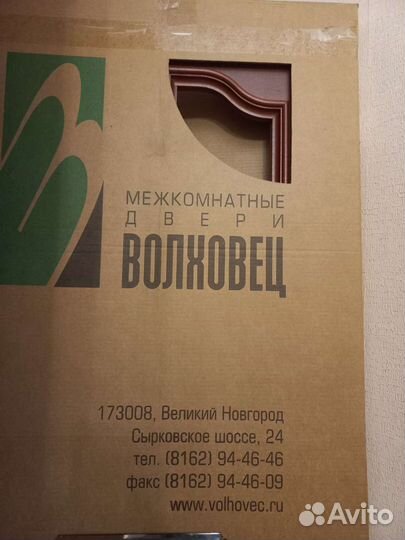 МЕЖКОМНАТНЫЕ
ДВЕРИ
ВОЛХОВЕЦ
173008, Великий Новгород
Сырковское шоссе, 24
тел. (8162) 94-46-46
факс (8162) 94-46-09
www.volhovec.ru
Avito